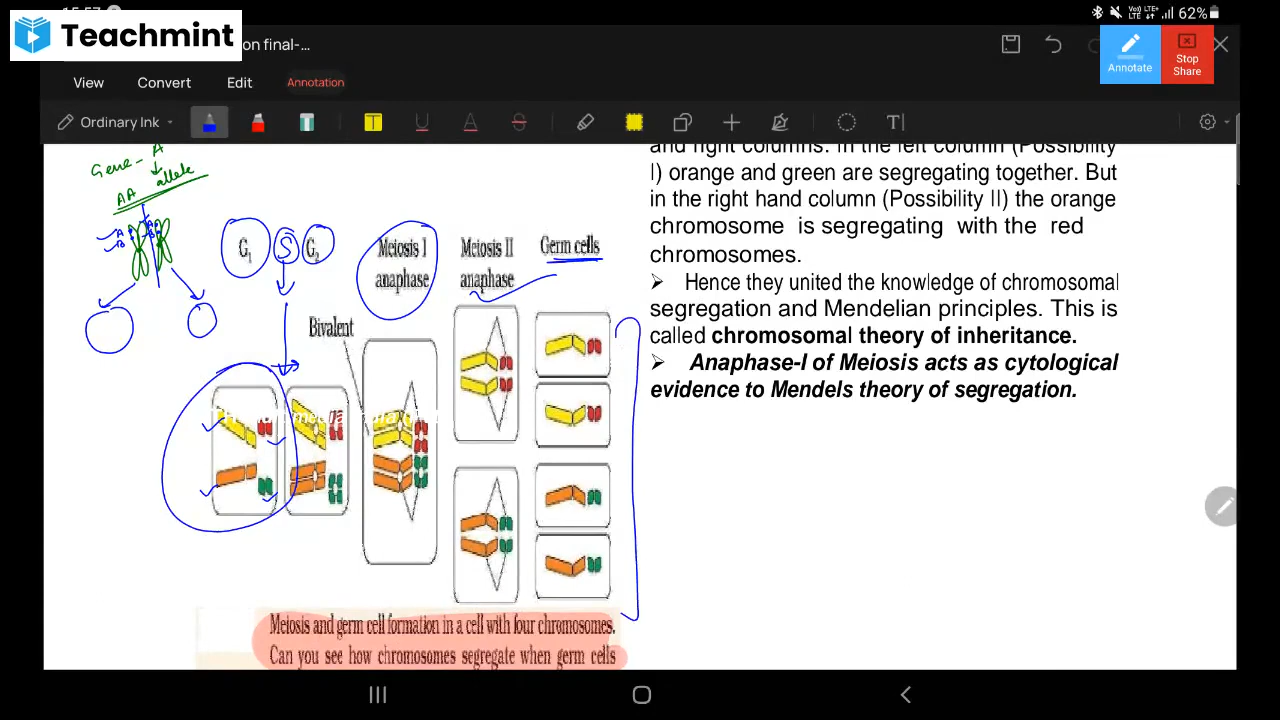 Teachmint
on final-...
62%
Annotate
Stop
Share
View
Convert
Edit
Annotation
Ordinary Ink
Gene - A
allele
AA
G1
S
G2
Meiosis I
anaphase
Meiosis II
anaphase
Germ cells
Bivalent
Meiosis and germ cell formation in a cell with four chromosomes.
Can you see how chromosomes segregate when germ cells
and right columns. In the left column (Possibility
I) orange and green are segregating together. But
in the right hand column (Possibility II) the orange
chromosome is segregating with the red
chromosomes.
➢ Hence they united the knowledge of chromosomal
segregation and Mendelian principles. This is
called chromosomal theory of inheritance.
➢ Anaphase-I of Meiosis acts as cytological
evidence to Mendels theory of segregation.